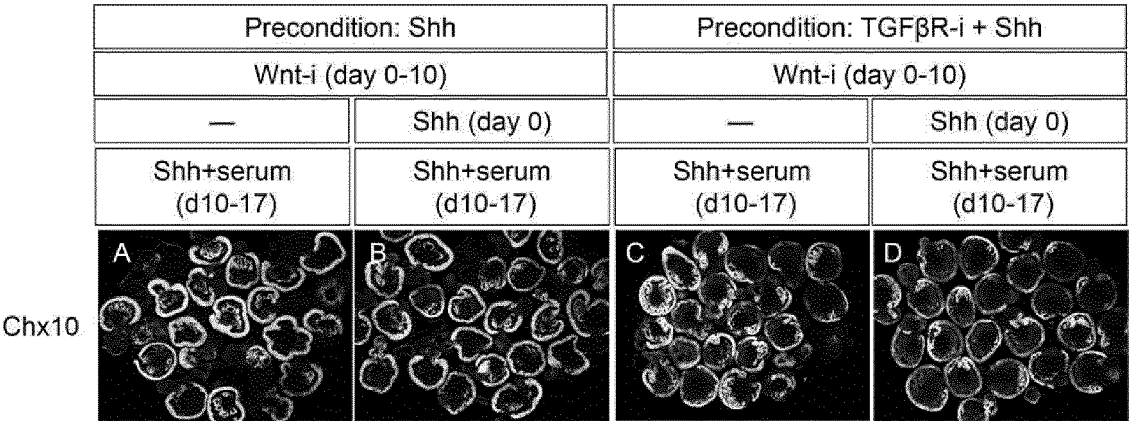 Precondition: Shh
Precondition: TGFβR-i + Shh
Wnt-i (day 0-10)
Wnt-i (day 0-10)
—
Shh (day 0)
—
Shh (day 0)
Shh+serum
(d10-17)
Shh+serum
(d10-17)
Shh+serum
(d10-17)
Shh+serum
(d10-17)
A
B
C
D
Chx10